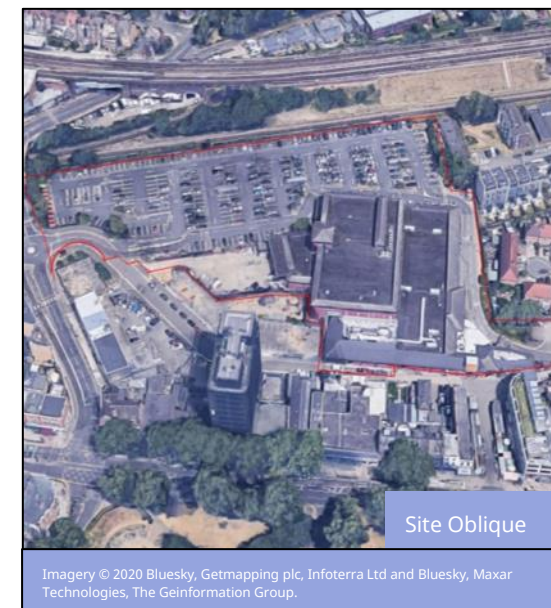 Site Oblique
Imagery © 2020 Bluesky, Getmapping plc, Infoterra Ltd and Bluesky, Maxar
Technologies, The Geinformation Group.